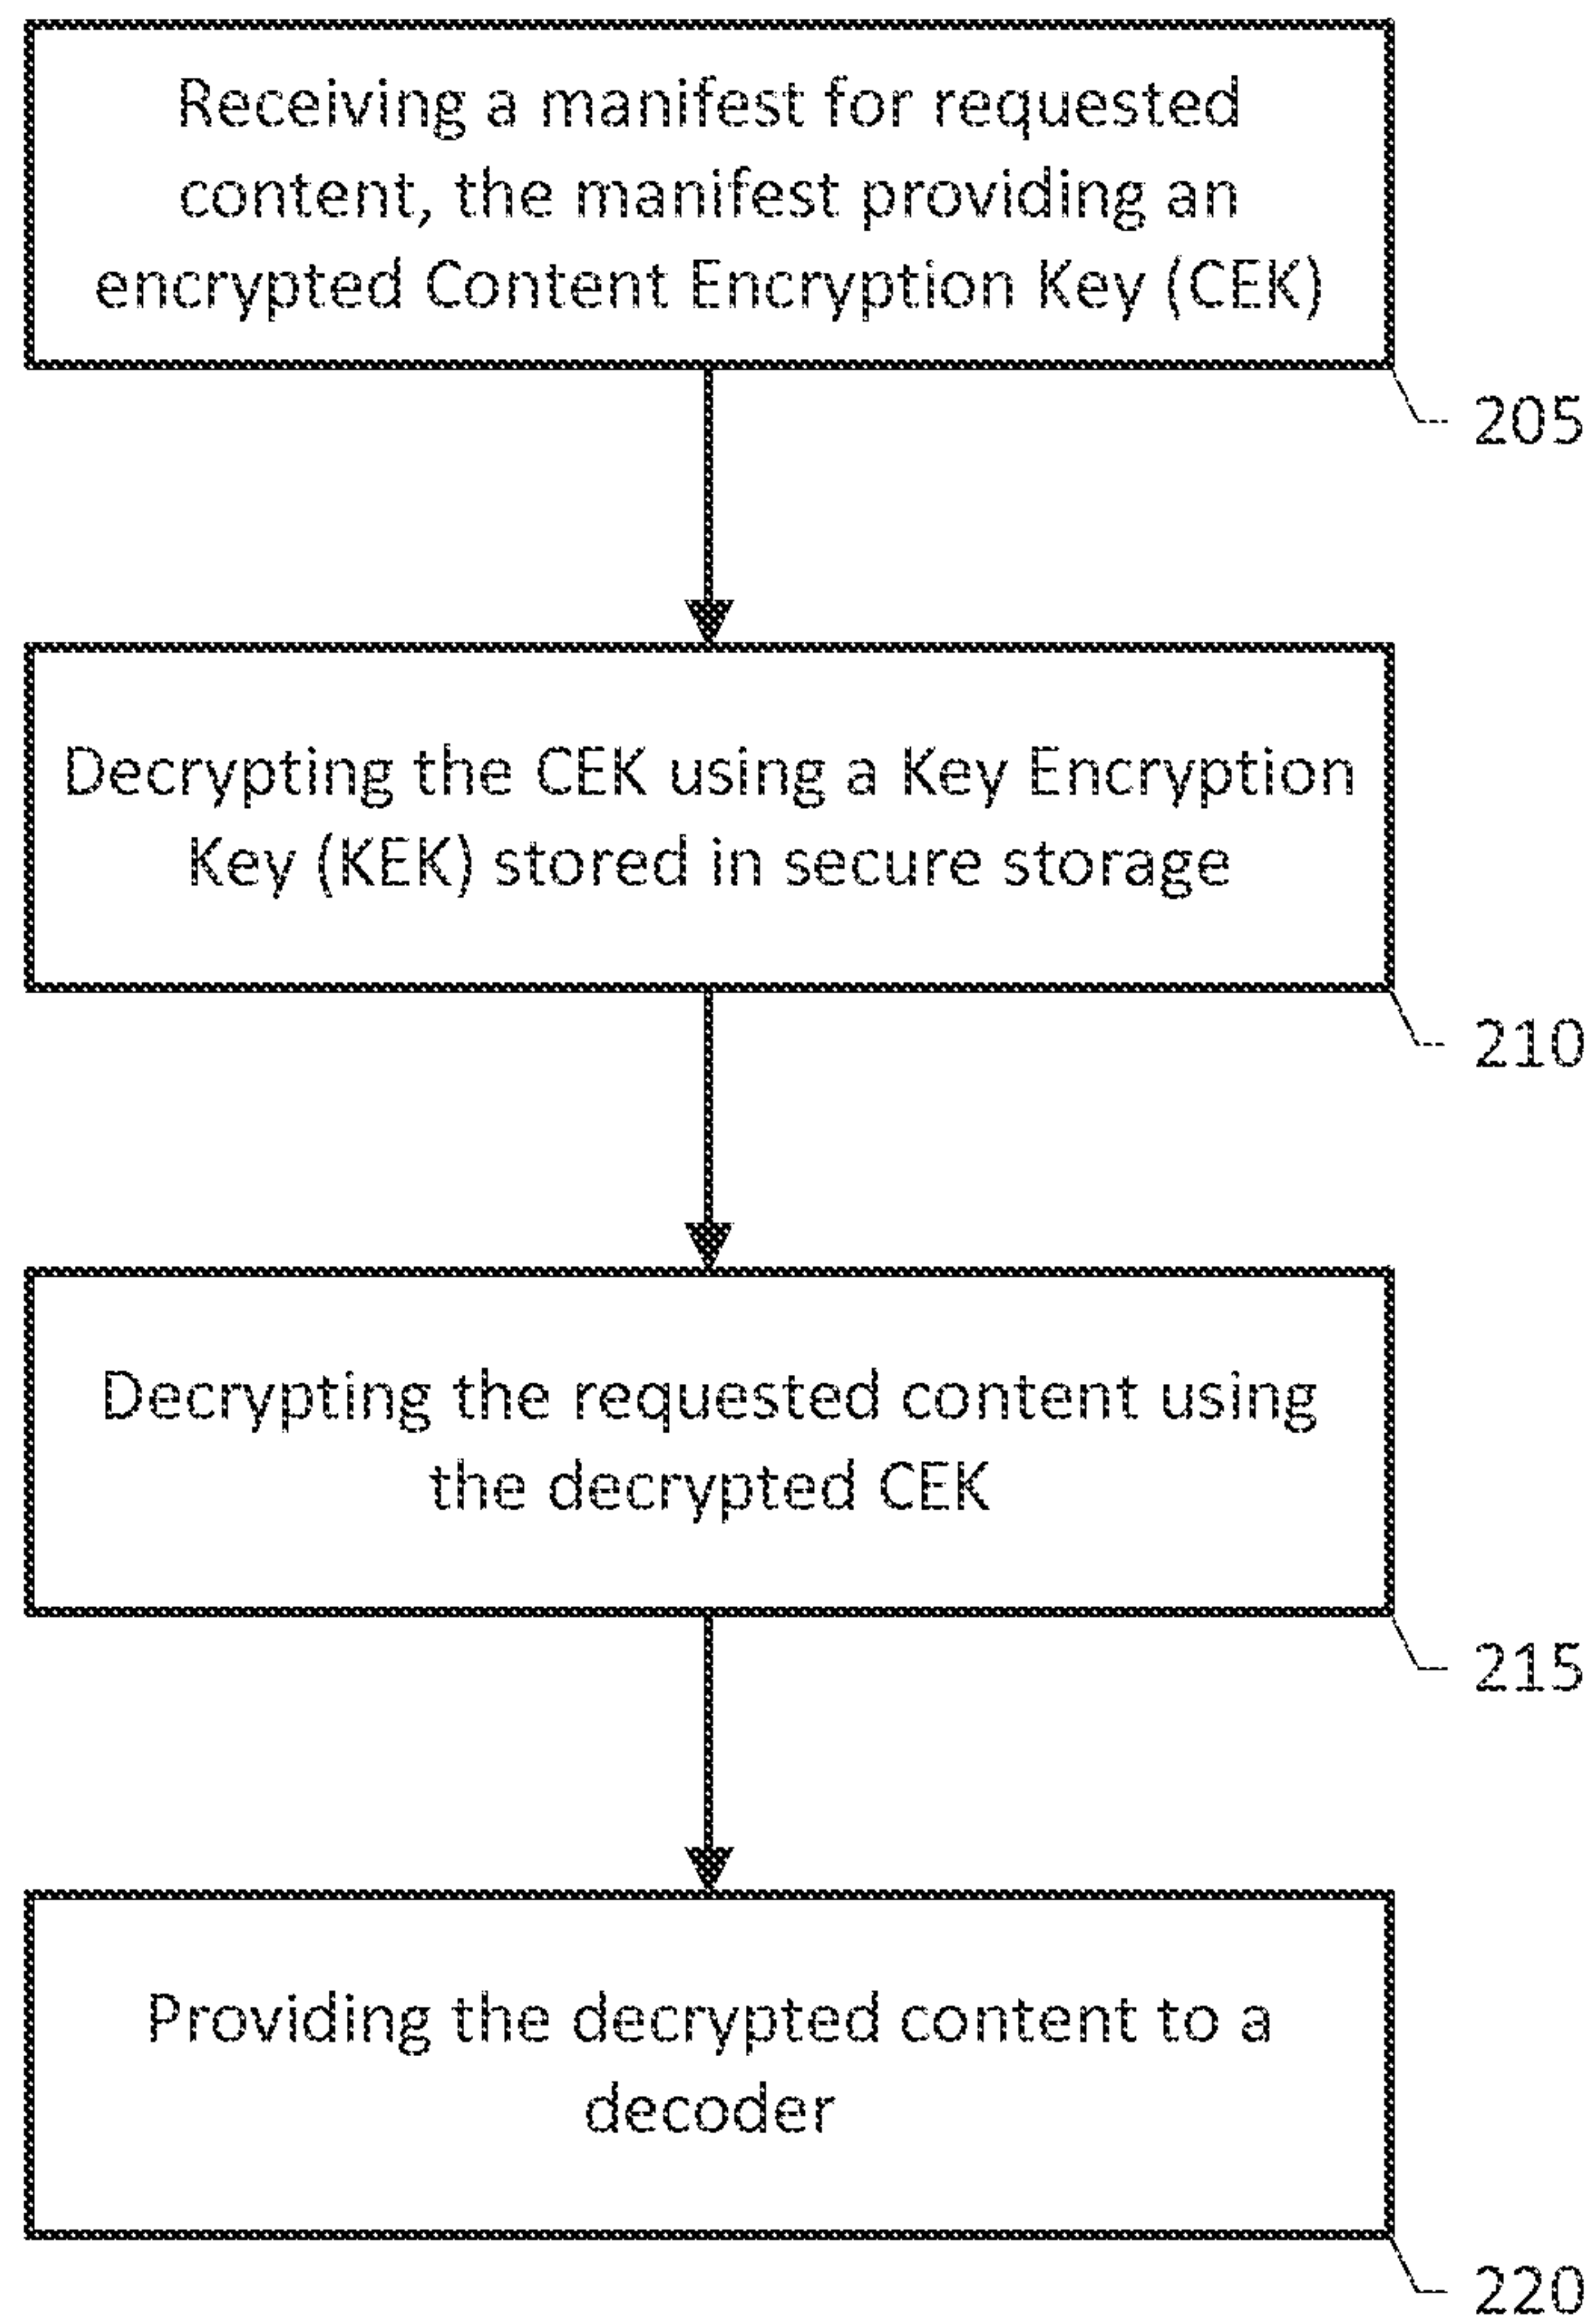 Receiving a manifest for requested
content, the manifest providing an
encrypted Content Encryption Key (CEK)
205
Decrypting the CEK using a Key Encryption
Key (KEK) stored in secure storage
210
Decrypting the requested content using
the decrypted CEK
215
Providing the decrypted content to a
decoder
220